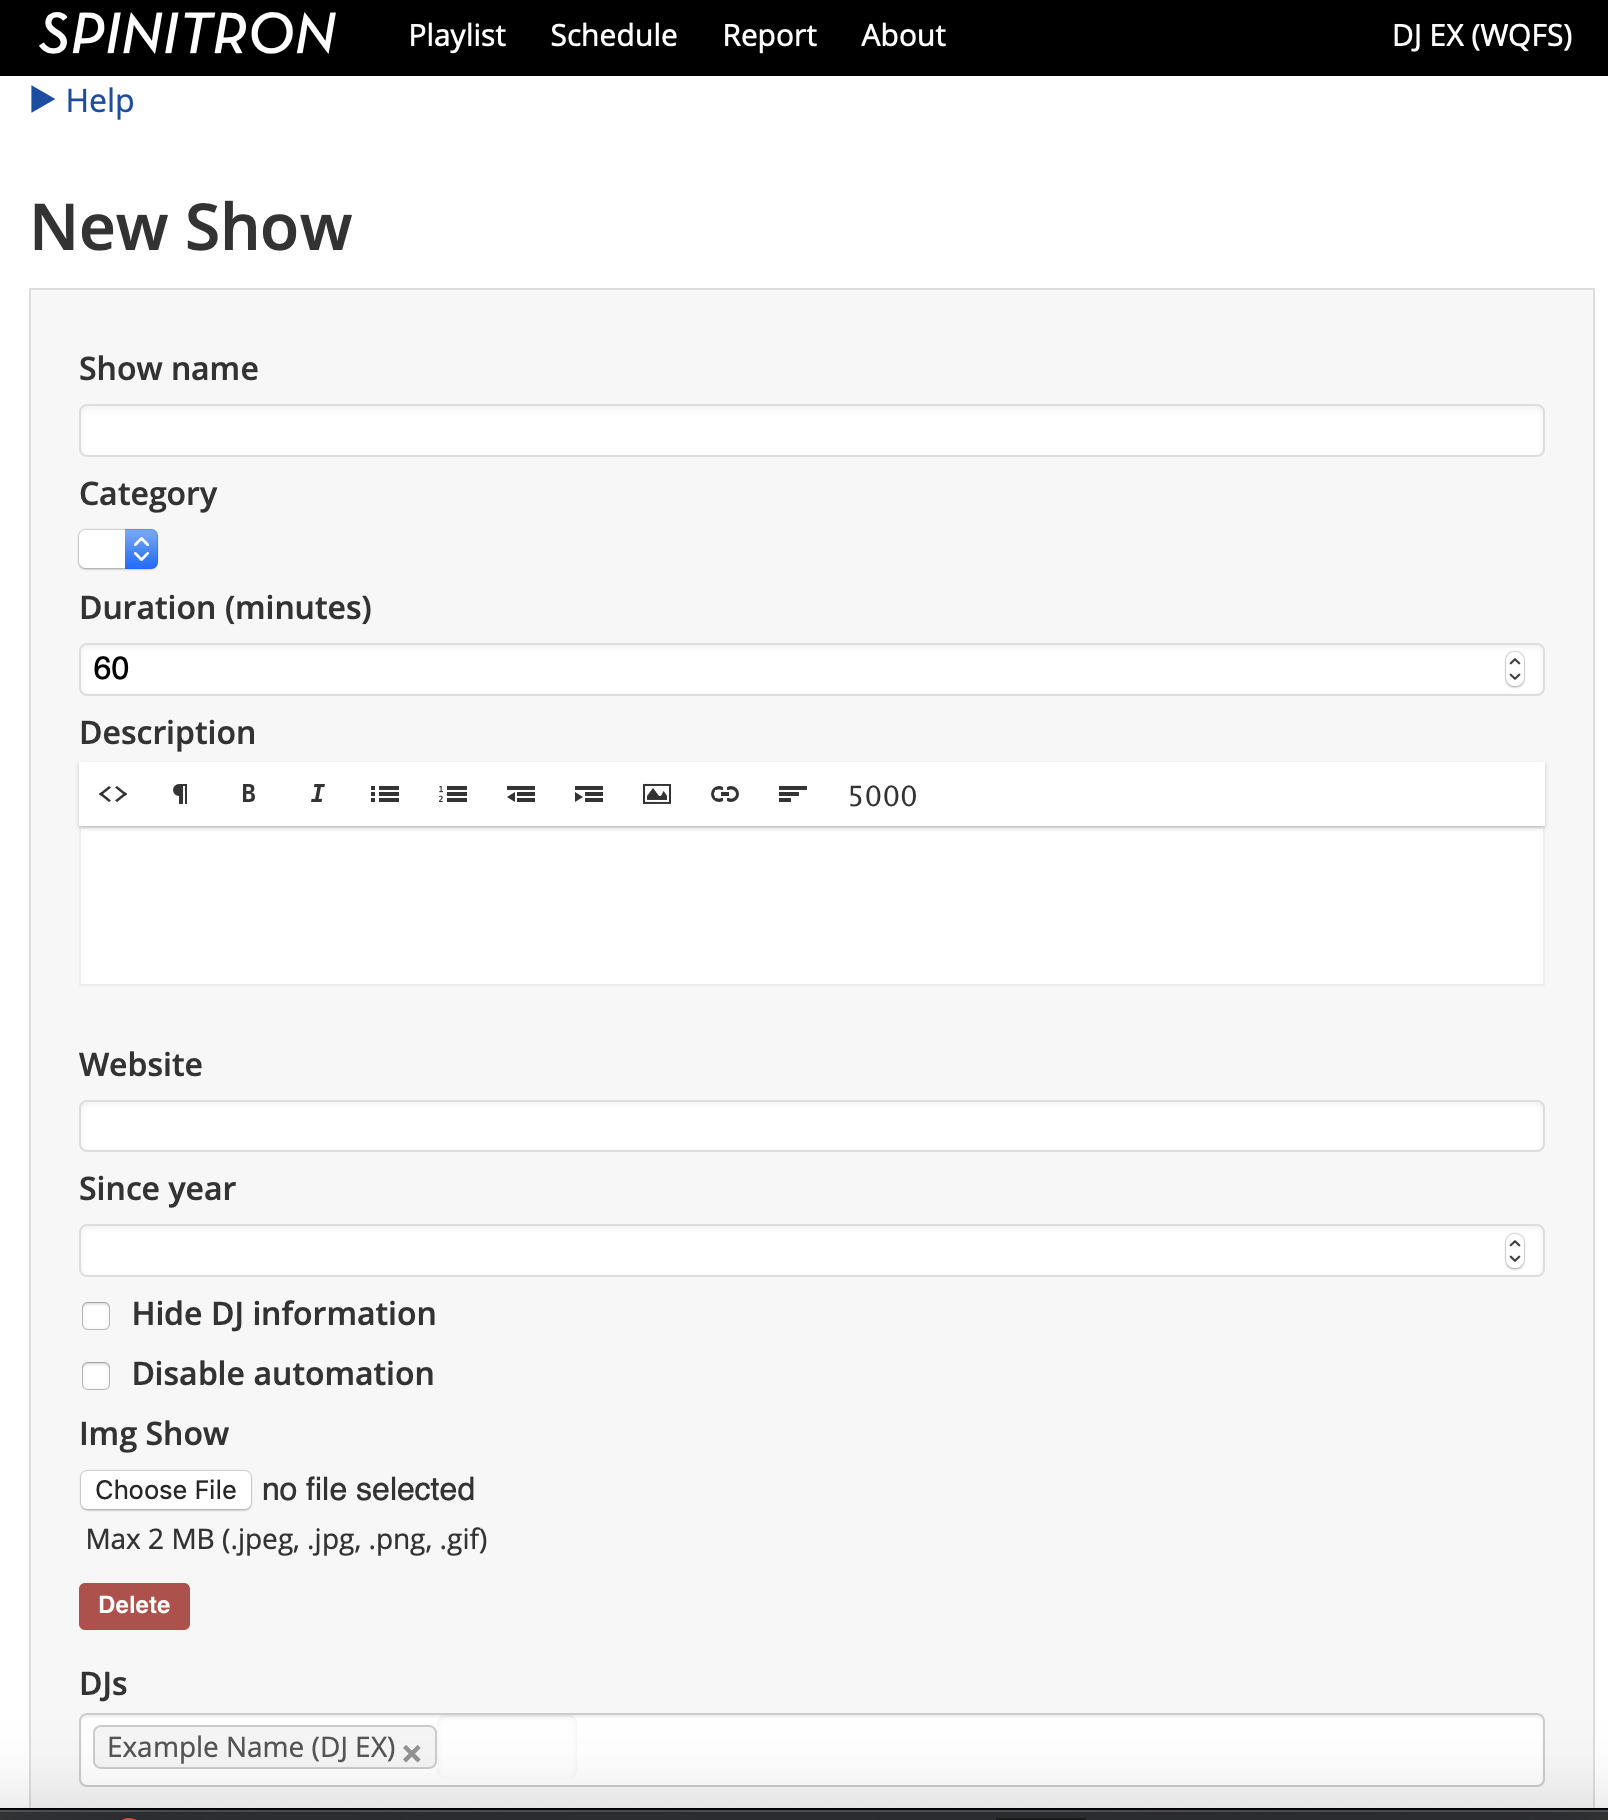 SPINITRON Playlist Schedule Report About DJ EX (WQFS)
Help
New Show
Show name
Category
Duration (minutes)
60
Description
<> ¶ B I 5000
Website
Since year
Hide DJ information
Disable automation
Img Show
Choose File no file selected
Max 2 MB (.jpeg, .jpg, .png, .gif)
Delete
DJs
Example Name (DJ EX) ×